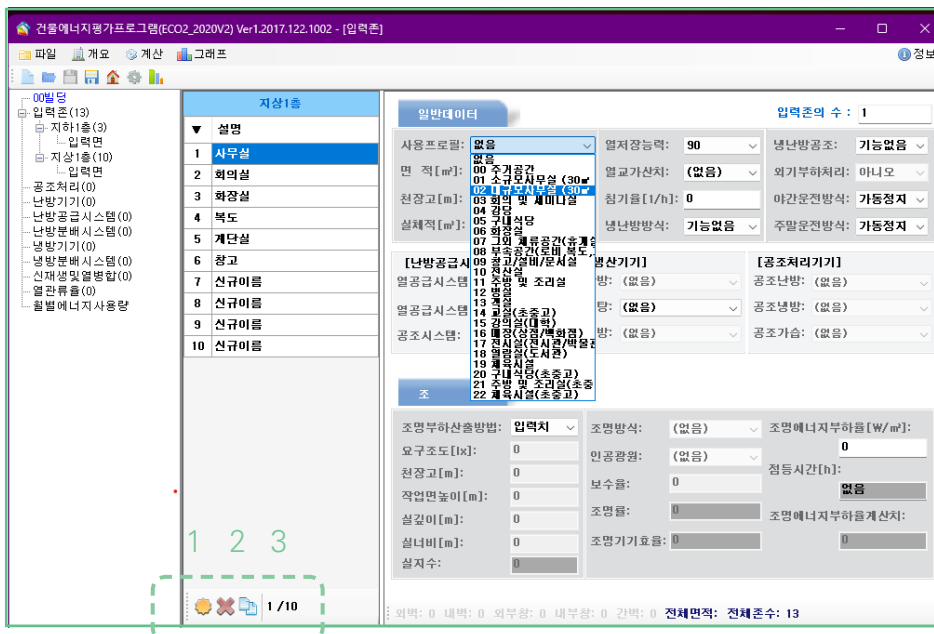 건물에너지평가프로그램(ECO2_2020V2) Ver1.2017.122.1002 - [입력존]
파일 개요 계산 그래프 정보
00빌딩
입력존(13)
지하1층(3)
입력면
지상1층(10)
입력면
공조처리(0)
난방기기(0)
난방공급시스템(0)
난방분배시스템(0)
냉방기기(0)
냉방분배시스템(0)
신재생및열병합(0)
열관류율(0)
월별에너지사용량
지상1층
▼ 설명
1 사무실
2 회의실
3 화장실
4 복도
5 계단실
6 창고
7 신규이름
8 신규이름
9 신규이름
10 신규이름
1 2 3
1 /10
일반데이터
입력존의 수: 1
사용프로필: 없음
면 적[㎡]:
천장고[m]:
실체적[㎥]:
없음
00 주거공간
01 소규모사무실 (30㎡
02 대규모사무실 (30㎡
03 회의 및 세미나실
04 강당
05 구내식당
06 화장실
07 그외 체류공간(휴게실
08 부속공간(로비,복도,
09 창고/설비/문서실
10 전산실
11 주방 및 조리실
12 병실
13 객실
14 교실(초중고)
15 강의실(대학)
16 매장(상점/백화점)
17 전시실(전시관/박물관
18 열람실(도서관)
19 체육시설
20 구내식당(초중고)
21 주방 및 조리실(초중
22 체육시설(초중고)
열저장능력: 90
열교가산치: (없음)
침기율[1/h]: 0
냉난방방식: 기능없음
냉난방공조: 기능없음
외기부하처리: 아니오
야간운전방식: 가동정지
주말운전방식: 가동정지
[난방공급시
열공급시스템
열공급시스템
공조시스템:
생산기기]
방: (없음)
탕: (없음)
방: (없음)
[공조처리기기]
공조난방: (없음)
공조냉방: (없음)
공조가습: (없음)
조
조명부하산출방법: 입력치
요구조도[lx]: 0
천장고[m]: 0
작업면높이[m]: 0
실깊이[m]: 0
실너비[m]: 0
실지수: 0
조명방식: (없음)
인공광원: (없음)
보수율: 0
조명률: 0
조명기기효율: 0
조명에너지부하율[W/㎡]:
0
점등시간[h]:
없음
조명에너지부하율계산치:
0
외벽: 0 내벽: 0 외부창: 0 내부창: 0 간벽: 0 전체면적: 전체존수: 13